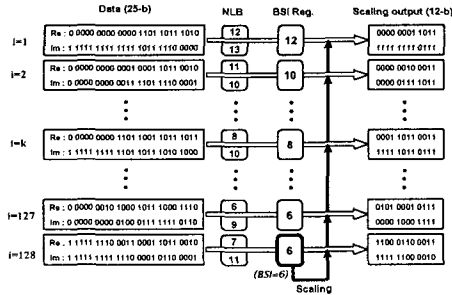 Data (25-b) NLB BSI Reg. Scaling output (12-b)
i=1 Re : 0 0000 0000 0000 1101 1011 1010 12 12 0000 0001 1011
Im : 1 1111 1111 1111 1011 1110 0000 13 1111 1111 0111
i=2 Re : 0 0000 0000 0001 0001 1011 0010 11 10 0000 0010 0011
Im : 0 0000 0000 0011 1101 1011 0110 10 0000 0111 1011
i=k Re : 0 0000 0000 1101 1001 1011 1011 8 8 0001 1011 0011
Im : 1 1111 1111 1101 1011 1010 1000 10 1111 1011 0111
i=127 Re : 0 0000 0010 1000 1011 1000 1110 6 6 0101 0001 0111
Im : 0 0000 0000 0100 0111 1111 0110 9 0000 1000 1111
i=128 Re : 1 1111 1110 0011 0001 1011 0010 7 6 1100 0110 0011
Im : 1 1111 1111 1110 0001 0110 0001 11 1111 1100 0010
(BSI=6)
Scaling